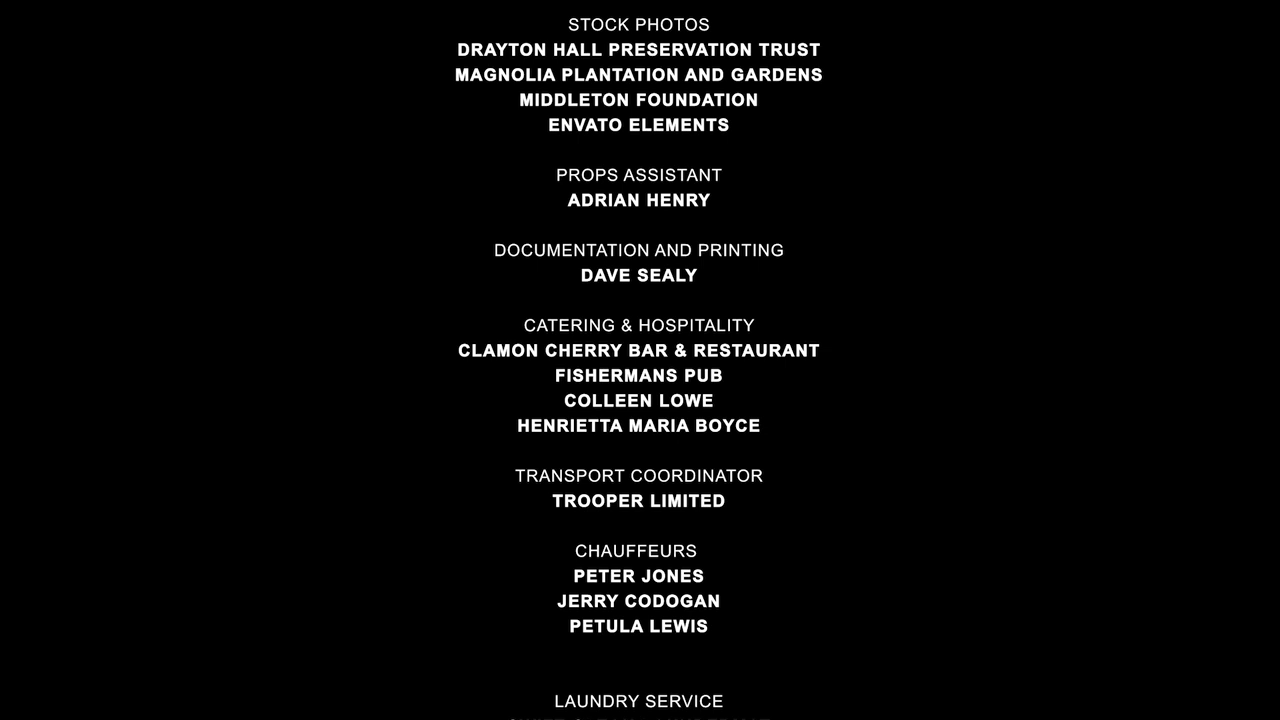 STOCK PHOTOS
DRAYTON HALL PRESERVATION TRUST
MAGNOLIA PLANTATION AND GARDENS
MIDDLETON FOUNDATION
ENVATO ELEMENTS
PROPS ASSISTANT
ADRIAN HENRY
DOCUMENTATION AND PRINTING
DAVE SEALY
CATERING & HOSPITALITY
CLAMON CHERRY BAR & RESTAURANT
FISHERMANS PUB
COLLEEN LOWE
HENRIETTA MARIA BOYCE
TRANSPORT COORDINATOR
TROOPER LIMITED
CHAUFFEURS
PETER JONES
JERRY CODOGAN
PETULA LEWIS
LAUNDRY SERVICE